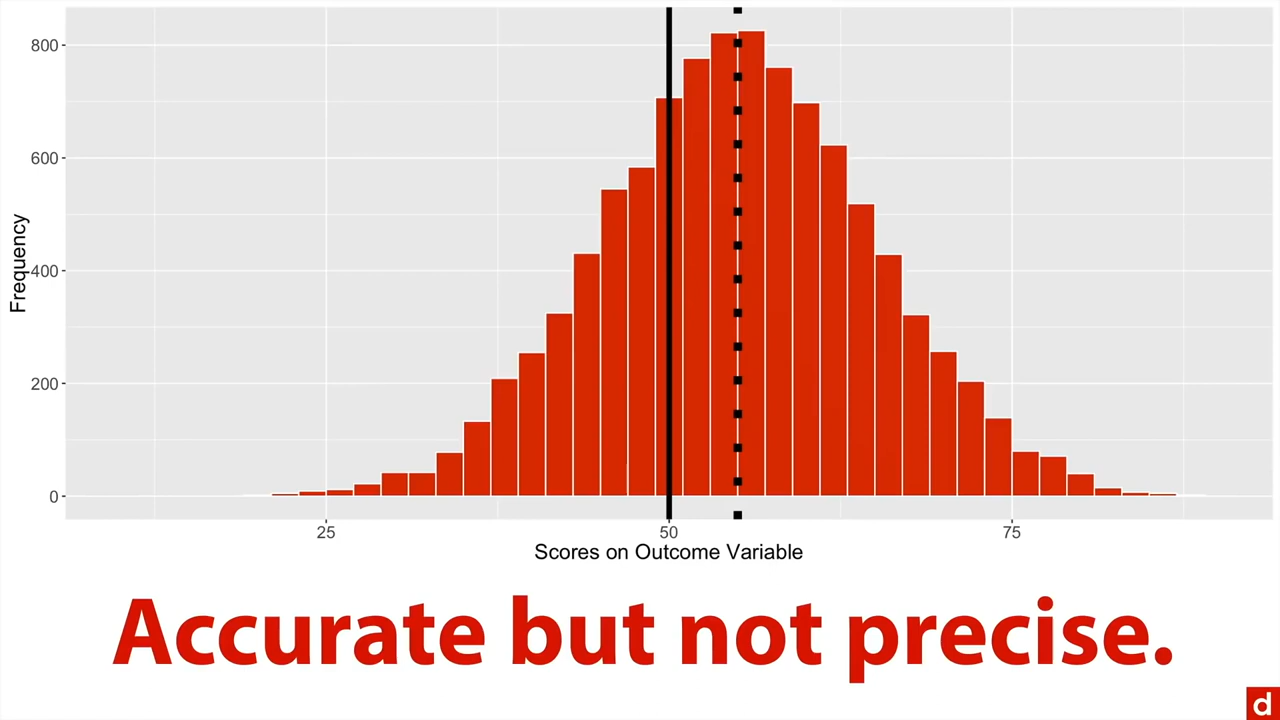 800
600
400
200
0
Frequency
25 50 75
Scores on Outcome Variable
Accurate but not precise.
d